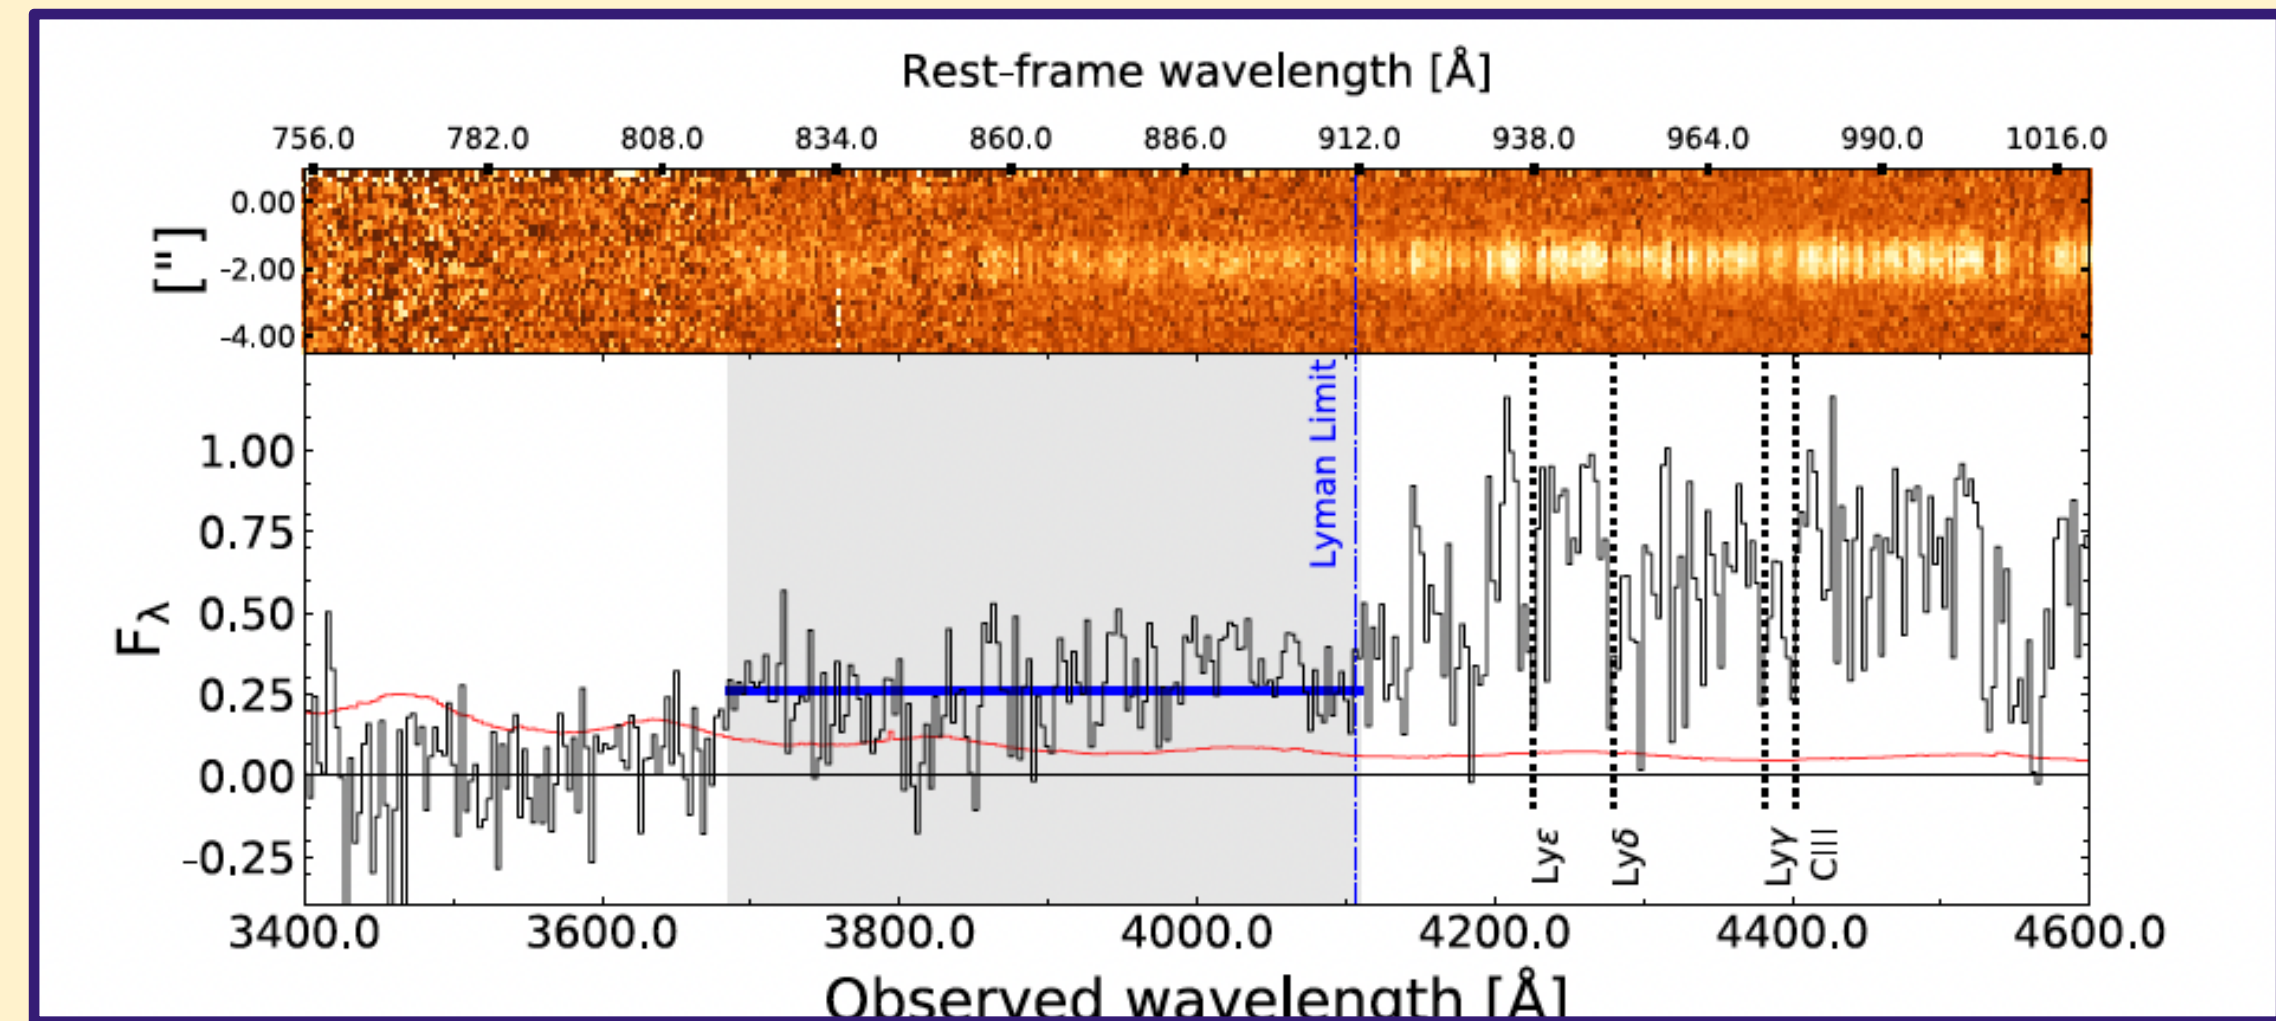 Rest-frame wavelength [Å]
756.0 782.0 808.0 834.0 860.0 886.0 912.0 938.0 964.0 990.0 1016.0
0.00
-2.00
-4.00
["]
Lyman Limit
1.00
0.75
0.50
0.25
0.00
-0.25
Fλ
Lyε
Lyδ
Lyγ
CIII
3400.0 3600.0 3800.0 4000.0 4200.0 4400.0 4600.0
Observed wavelength [Å]